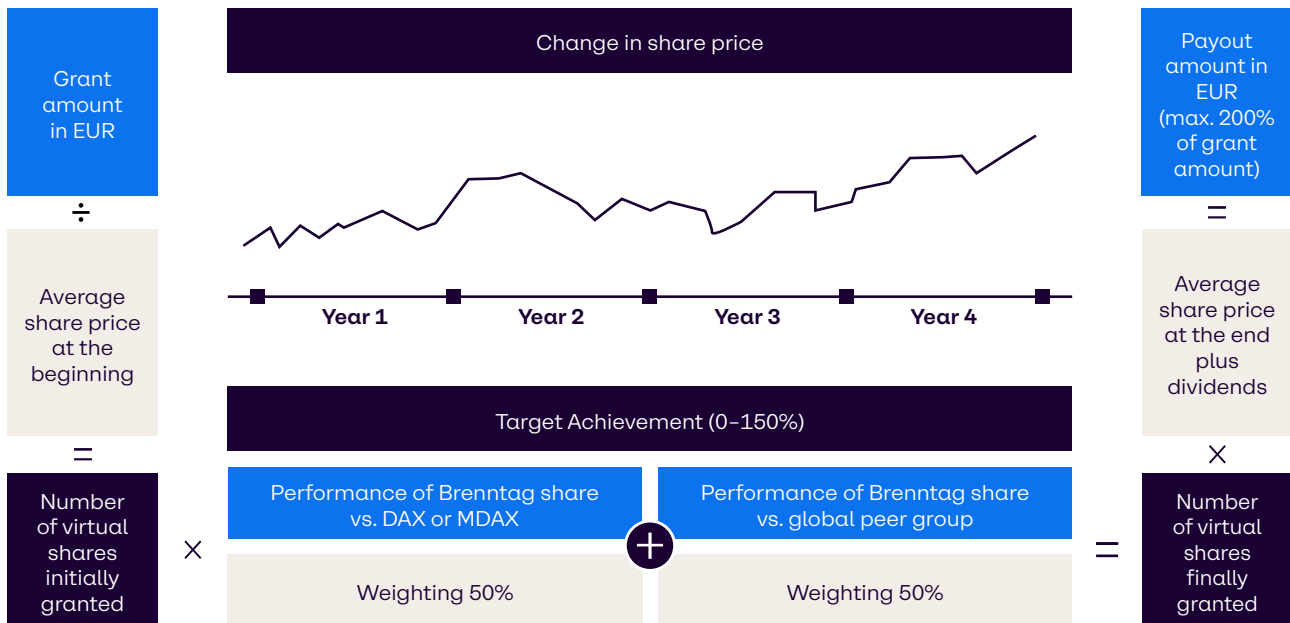 Grant
amount
in EUR
÷
Average
share price
at the
beginning
=
Number
of virtual
shares
initially
granted
×
Change in share price
Year 1
Year 2
Year 3
Year 4
Target Achievement (0–150%)
Performance of Brenntag share
vs. DAX or MDAX
Weighting 50%
+
Performance of Brenntag share
vs. global peer group
Weighting 50%
=
Payout
amount in
EUR
(max. 200%
of grant
amount)
=
Average
share price
at the end
plus
dividends
×
Number
of virtual
shares
finally
granted